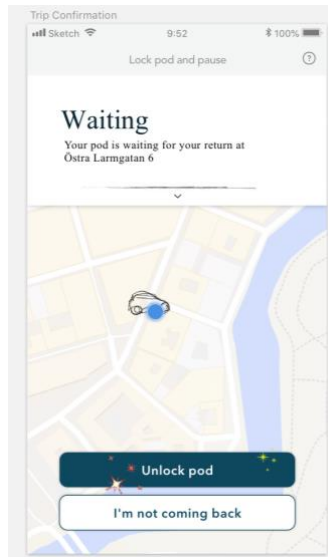 Trip Confirmation
Sketch 9:52 100%
Lock pod and pause ?
Waiting
Your pod is waiting for your return at
Östra Larmgatan 6
Unlock pod
I'm not coming back